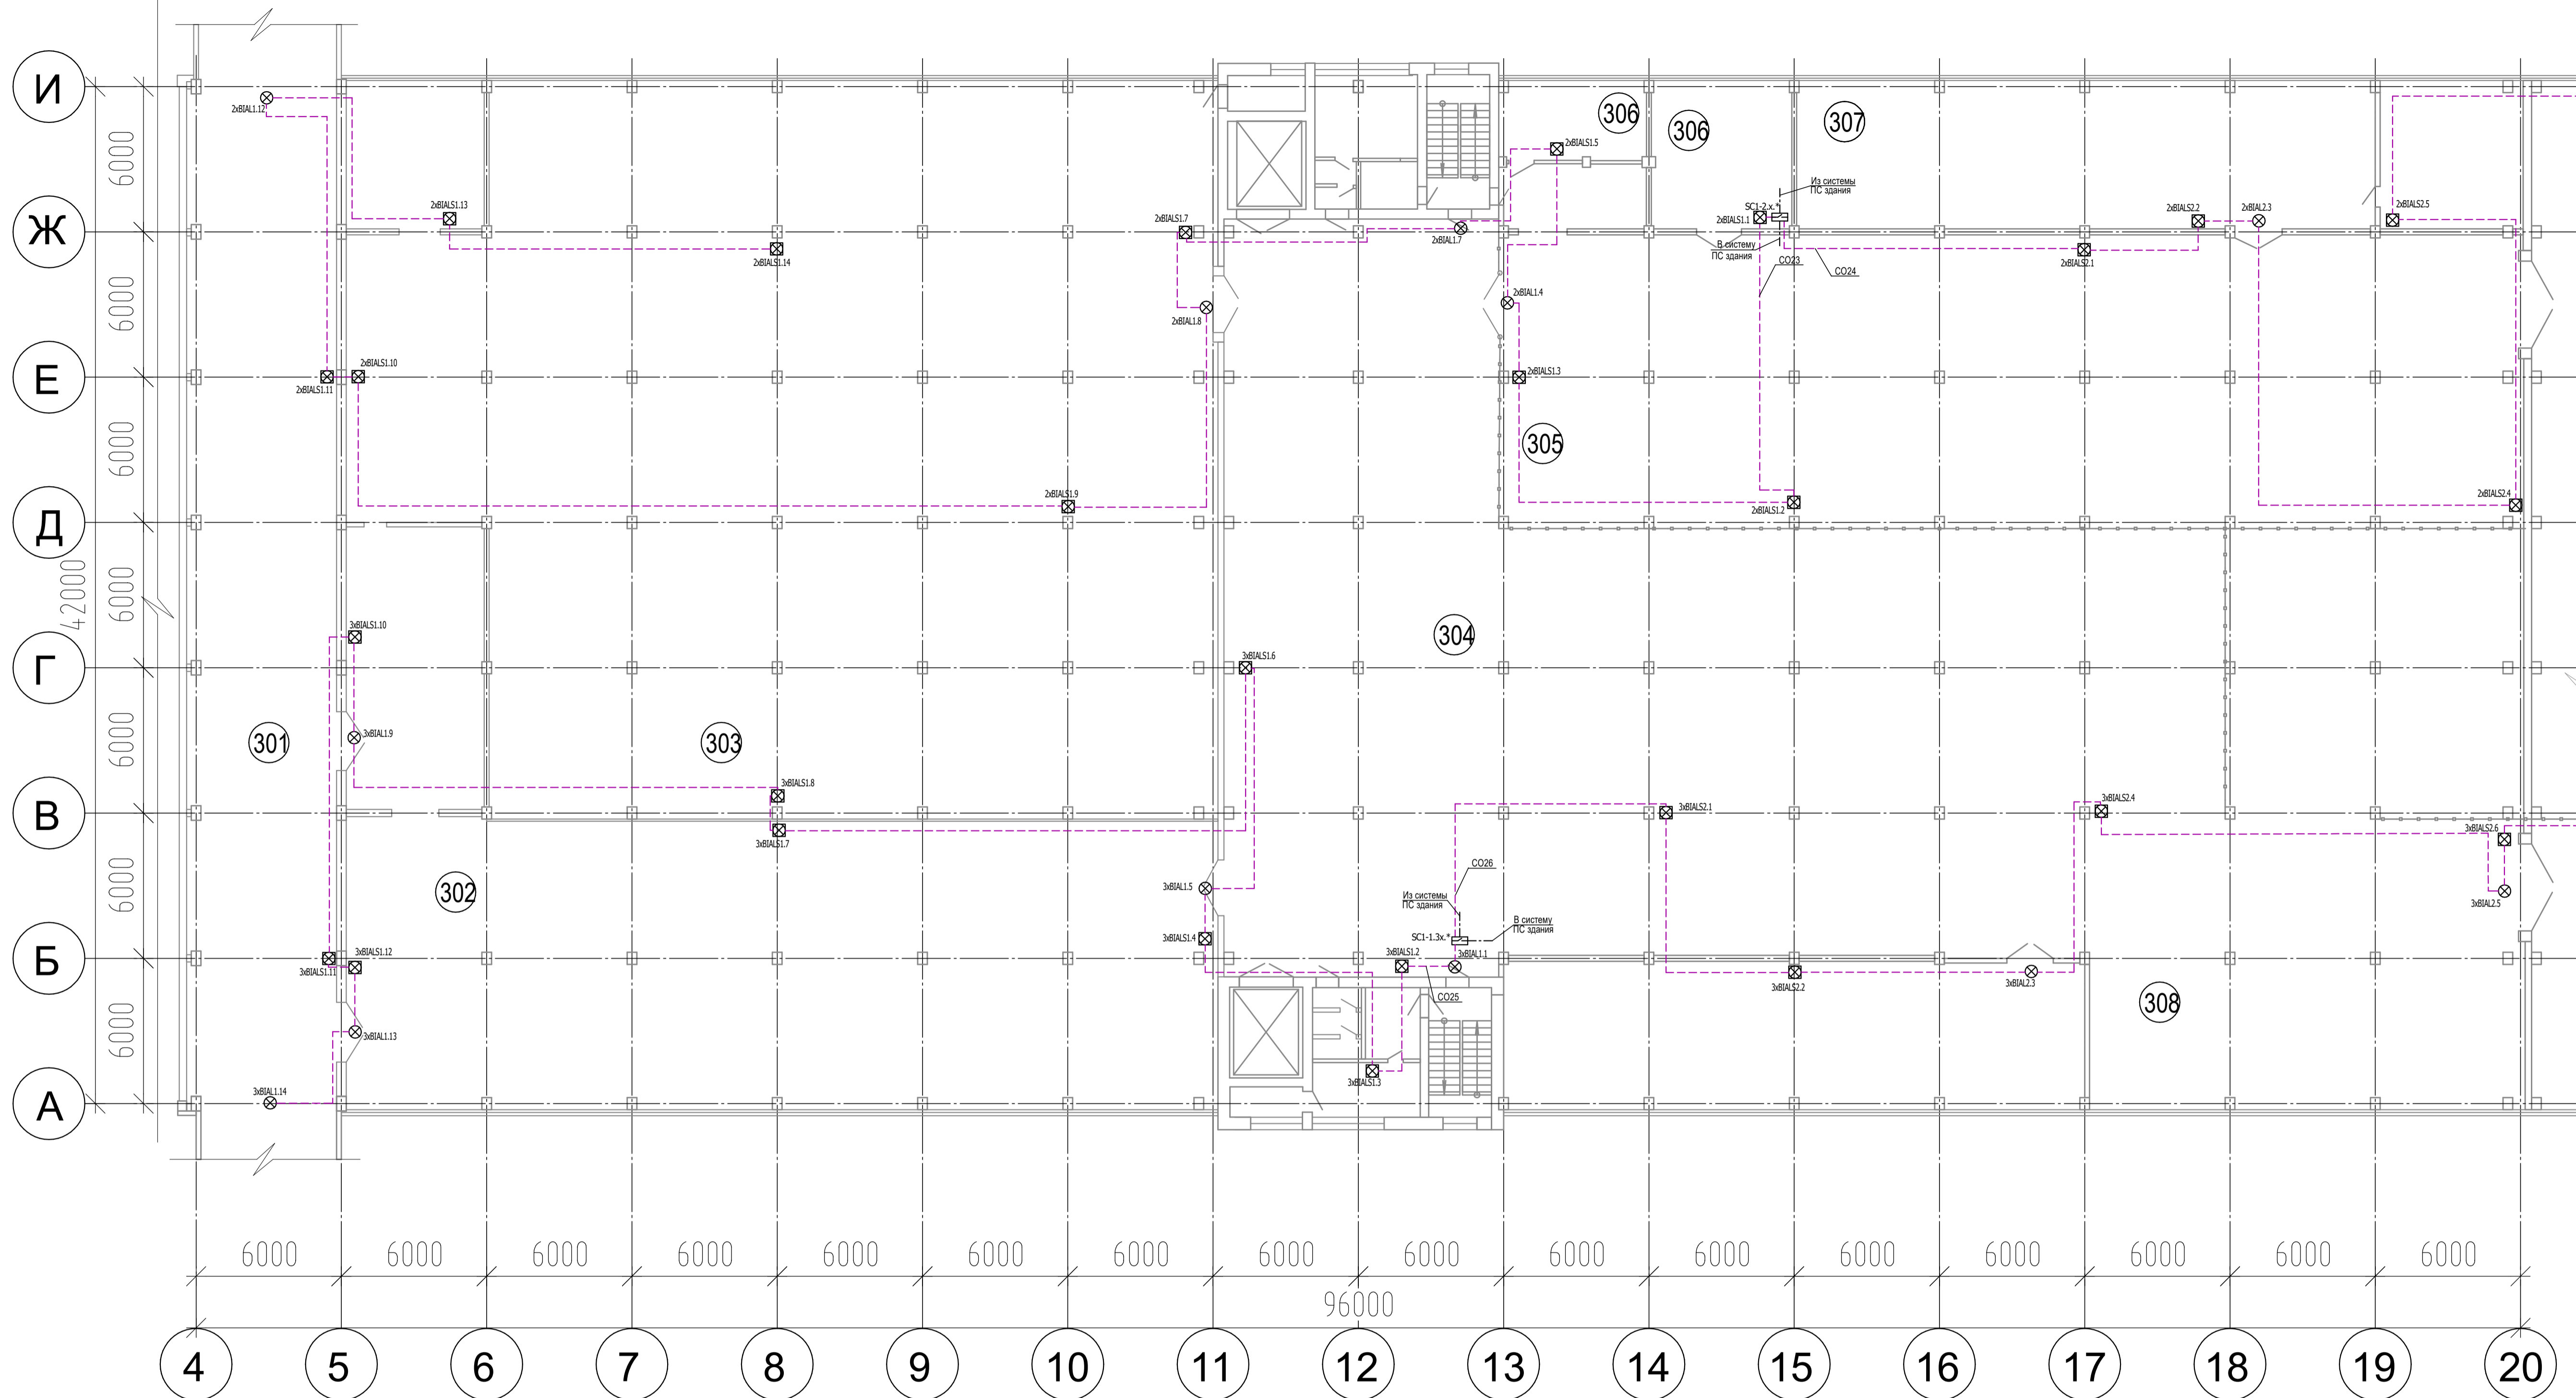 И
2xBIAL1.12
306
306
307
2xBIALS1.5
6000
Из системы
ПС здания
2xBIALS1.13
2xBIALS1.7
SC1-2.x.*
2xBIALS1.1
2xBIALS2.2
2xBIAL2.3
2xBIALS2.5
Ж
2xBIAL1.7
В систему
ПС здания
2xBIALS1.14
CO23
CO24
2xBIALS2.1
6000
2xBIAL1.4
2xBIAL1.8
2xBIALS1.10
2xBIALS1.3
Е
2xBIALS1.11
305
6000
2xBIALS1.9
2xBIALS2.4
2xBIALS1.2
Д
42000
6000
3xBIALS1.10
304
3xBIALS1.6
Г
301
3xBIAL1.9
303
6000
3xBIALS1.8
3xBIALS2.1
3xBIALS2.4
В
3xBIALS1.7
3xBIALS2.6
CO26
302
3xBIAL1.5
Из системы
ПС здания
3xBIAL2.5
6000
В систему
ПС здания
3xBIALS1.4
SC1-1.3x.*
3xBIALS1.12
3xBIALS1.2
3xBIAL1.1
Б
3xBIALS1.11
3xBIALS2.2
3xBIAL2.3
CO25
308
6000
3xBIAL1.13
3xBIALS1.3
3xBIAL1.14
А
6000 6000 6000 6000 6000 6000 6000 6000 6000 6000 6000 6000 6000 6000 6000 6000
96000
4 5 6 7 8 9 10 11 12 13 14 15 16 17 18 19 20